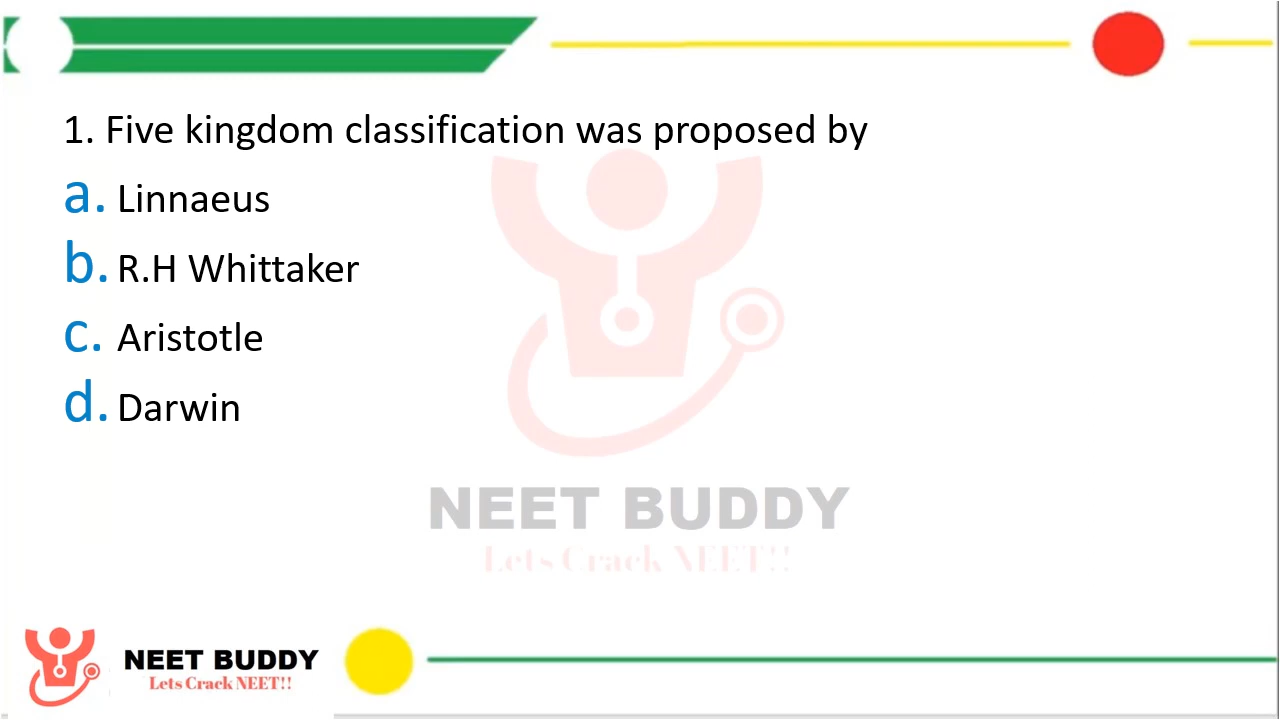 1. Five kingdom classification was proposed by
a. Linnaeus
b. R.H Whittaker
c. Aristotle
d. Darwin
NEET BUDDY
Lets Crack NEET!!
NEET BUDDY
Lets Crack NEET!!